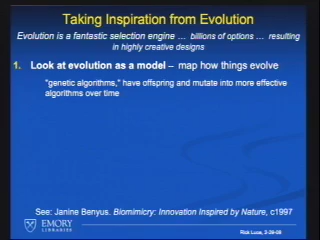 Taking Inspiration from Evolution
Evolution is a fantastic selection engine ... billions of options ... resulting
in highly creative designs
1. Look at evolution as a model – map how things evolve
"genetic algorithms," have offspring and mutate into more effective
algorithms over time
See: Janine Benyus. Biomimicry: Innovation Inspired by Nature, c1997
EMORY
LIBRARIES
Rick Luce, 2-29-08